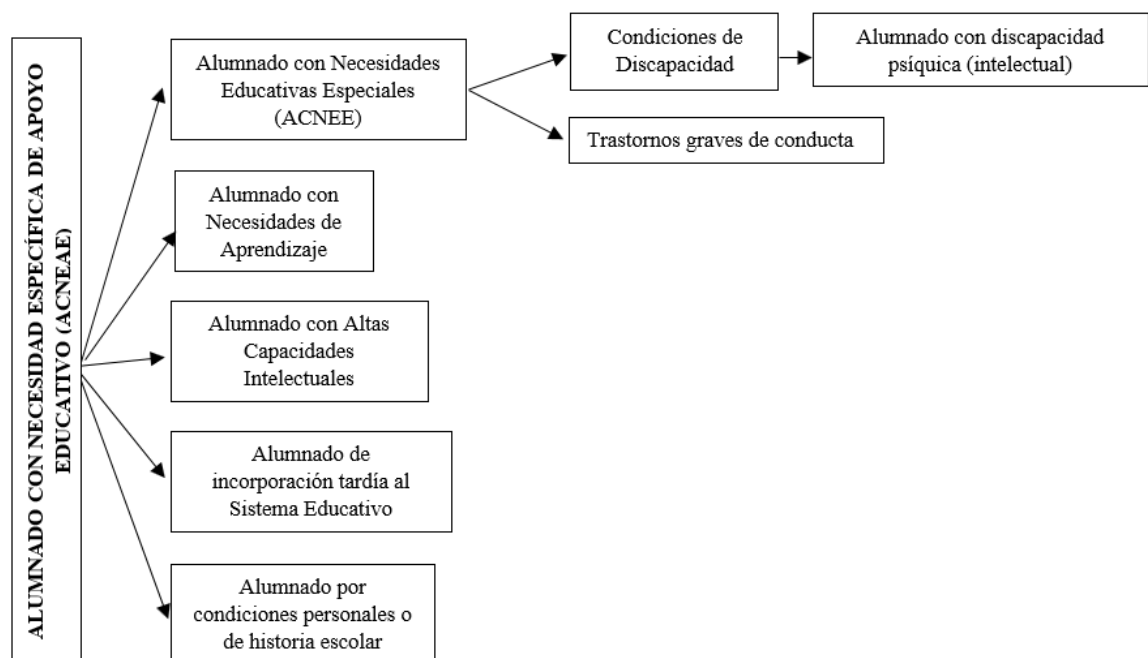 ALUMNADO CON NECESIDAD ESPECÍFICA DE APOYO
EDUCATIVO (ACNEAE)
Alumnado con Necesidades
Educativas Especiales
(ACNEE)
Condiciones de
Discapacidad
Alumnado con discapacidad
psíquica (intelectual)
Trastornos graves de conducta
Alumnado con
Necesidades de
Aprendizaje
Alumnado con Altas
Capacidades
Intelectuales
Alumnado de
incorporación tardía al
Sistema Educativo
Alumnado por
condiciones personales o
de historia escolar